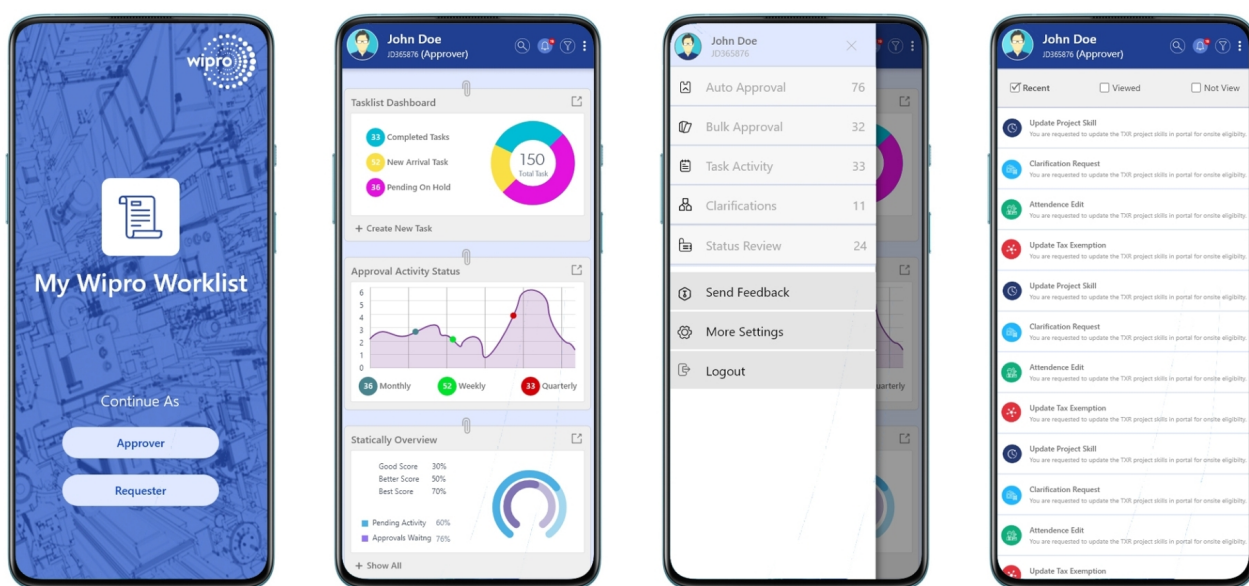 wipro
My Wipro Worklist
Continue As
Approver
Requester
John Doe
JD365876 (Approver)
Tasklist Dashboard
33 Completed Tasks
52 New Arrival Task
36 Pending On Hold
150
Total Task
+ Create New Task
Approval Activity Status
6
5
4
3
2
1
0
36 Monthly
52 Weekly
33 Quarterly
Statically Overview
Good Score 30%
Better Score 50%
Best Score 70%
Pending Activity 60%
Approvals Waitng 76%
+ Show All
John Doe
JD365876
Auto Approval 76
Bulk Approval 32
Task Activity 33
Clarifications 11
Status Review 24
Send Feedback
More Settings
Logout
uarterly
John Doe
JD365876 (Approver)
Recent Viewed Not View
Update Project Skill
You are requested to update the TXR project skills in portal for onsite eligibilty.
Clarification Request
You are requested to update the TXR project skills in portal for onsite eligibilty.
Attendence Edit
You are requested to update the TXR project skills in portal for onsite eligibilty.
Update Tax Exemption
You are requested to update the TXR project skills in portal for onsite eligibilty.
Update Project Skill
You are requested to update the TXR project skills in portal for onsite eligibilty.
Clarification Request
You are requested to update the TXR project skills in portal for onsite eligibilty.
Attendence Edit
You are requested to update the TXR project skills in portal for onsite eligibilty.
Update Tax Exemption
You are requested to update the TXR project skills in portal for onsite eligibilty.
Update Project Skill
You are requested to update the TXR project skills in portal for onsite eligibilty.
Clarification Request
You are requested to update the TXR project skills in portal for onsite eligibilty.
Attendence Edit
You are requested to update the TXR project skills in portal for onsite eligibilty.
Update Tax Exemption